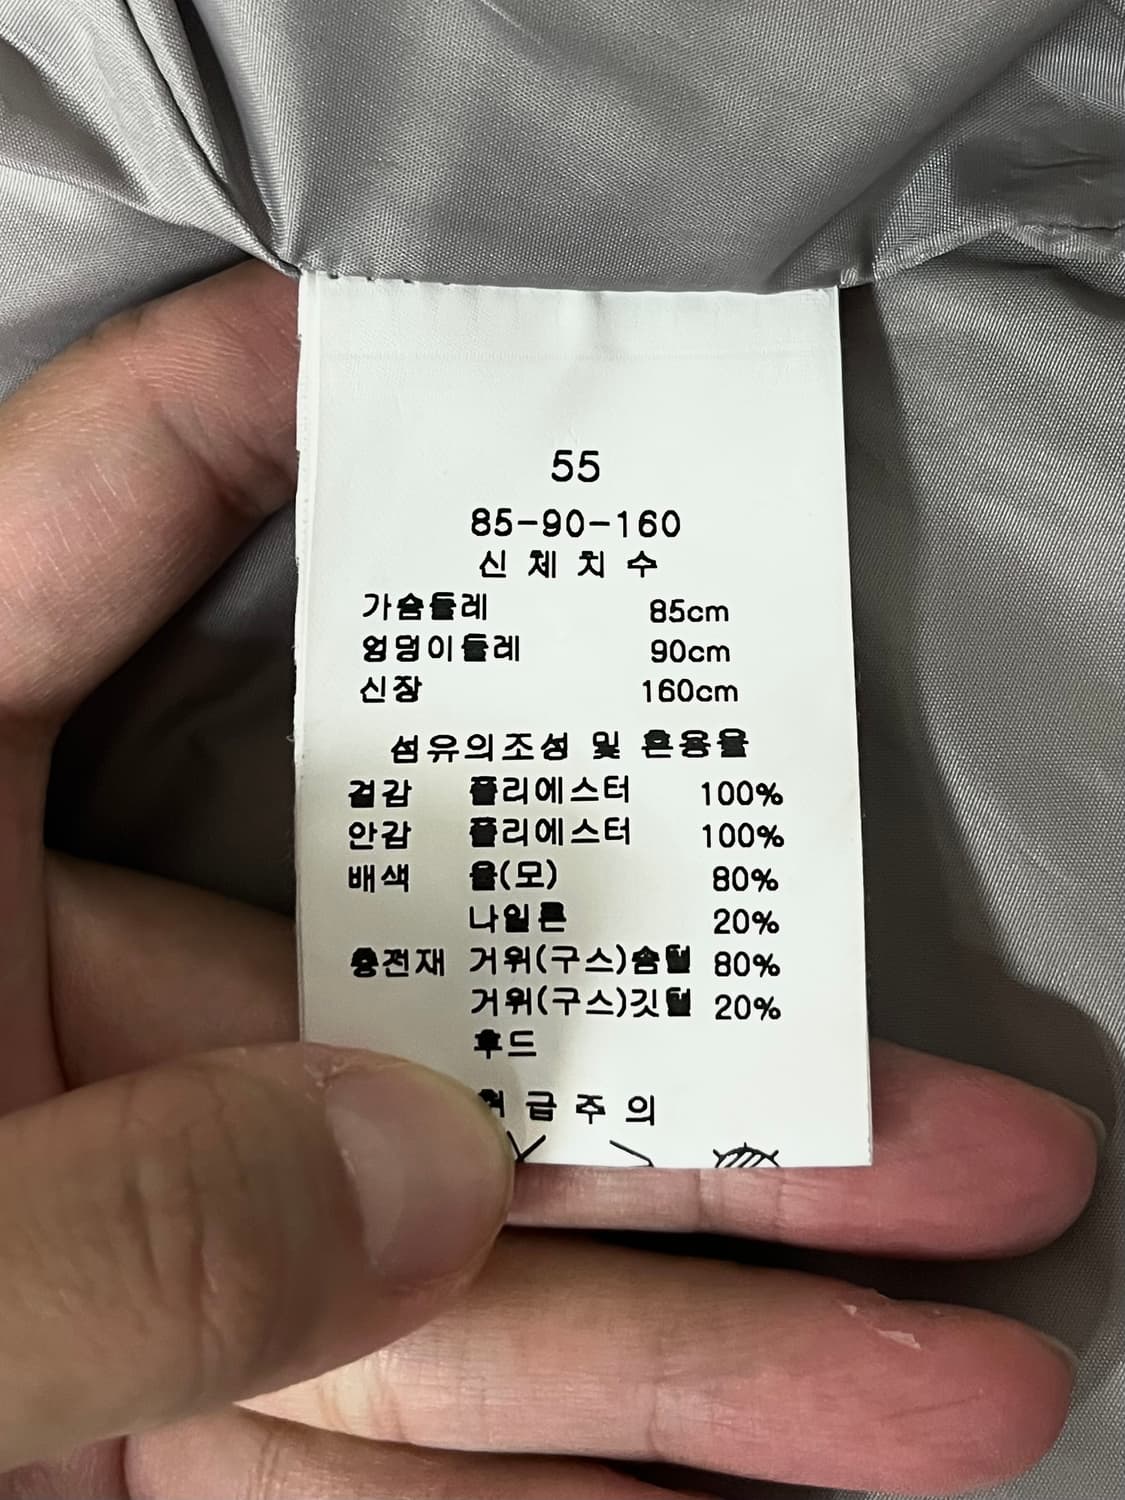 55
85-90-160
신체치수
가슴둘레 85cm
엉덩이둘레 90cm
신장 160cm
섬유의조성 및 혼용율
겉감 폴리에스터 100%
안감 폴리에스터 100%
배색 울(모) 80%
나일론 20%
충전재 거위(구스)솜털 80%
거위(구스)깃털 20%
후드
취급주의